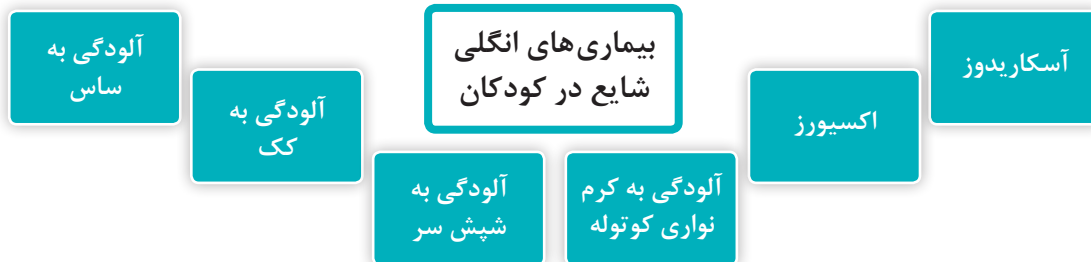 بیماری‌های انگلی
شایع در کودکان
آسکاریدوز
اکسیورز
آلودگی به کرم
نواری کوتوله
آلودگی به
شپش سر
آلودگی به
کک
آلودگی به
ساس